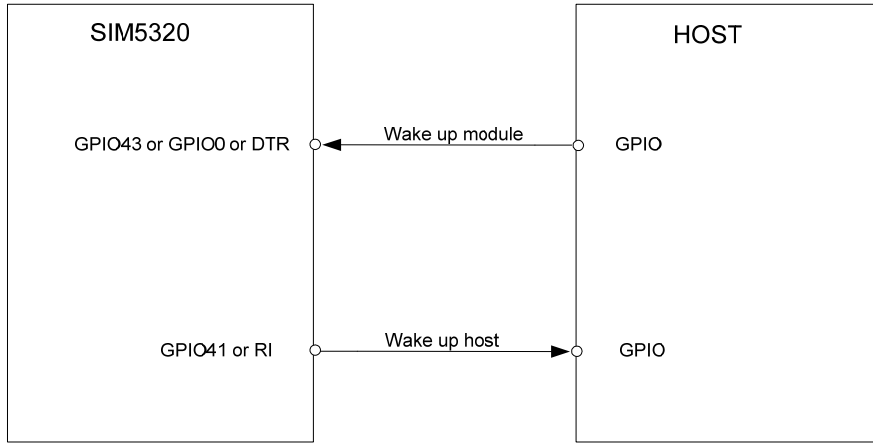 SIM5320
HOST
GPIO43 or GPIO0 or DTR
Wake up module
GPIO
GPIO41 or RI
Wake up host
GPIO